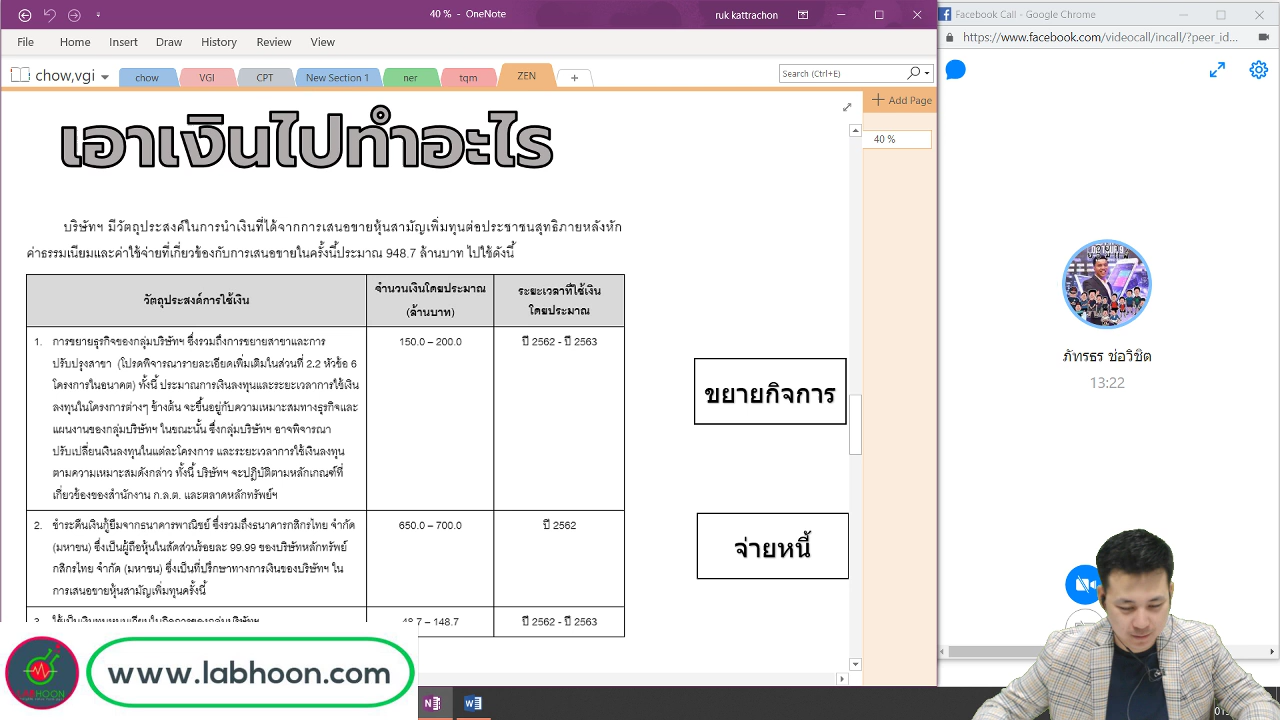 40 % - OneNote
ruk kattrachon
Facebook Call - Google Chrome
File Home Insert Draw History Review View
https://www.facebook.com/videocall/incall/?peer_id...
chow,vgi
chow VGI CPT New Section 1 ner tqm ZEN
Search (Ctrl+E)
Add Page
40 %
เอาเงินไปทำอะไร
บริษัทฯ มีวัตถุประสงค์ในการนำเงินที่ได้จากการเสนอขายหุ้นสามัญเพิ่มทุนต่อประชาชนสุทธิภายหลังหัก
ค่าธรรมเนียมและค่าใช้จ่ายที่เกี่ยวข้องกับการเสนอขายในครั้งนี้ประมาณ 948.7 ล้านบาท ไปใช้ดังนี้
วัตถุประสงค์การใช้เงิน
จำนวนเงินโดยประมาณ
(ล้านบาท)
ระยะเวลาที่ใช้เงิน
โดยประมาณ
1. การขยายธุรกิจของกลุ่มบริษัทฯ ซึ่งรวมถึงการขยายสาขาและการ
ปรับปรุงสาขา (โปรดพิจารณารายละเอียดเพิ่มเติมในส่วนที่ 2.2 หัวข้อ 6
โครงการในอนาคต) ทั้งนี้ ประมาณการเงินลงทุนและระยะเวลาการใช้เงิน
ลงทุนในโครงการต่างๆ ข้างต้น จะขึ้นอยู่กับความเหมาะสมทางธุรกิจและ
แผนงานของกลุ่มบริษัทฯ ในขณะนั้น ซึ่งกลุ่มบริษัทฯ อาจพิจารณา
ปรับเปลี่ยนเงินลงทุนในแต่ละโครงการ และระยะเวลาการใช้เงินลงทุน
ตามความเหมาะสมดังกล่าว ทั้งนี้ บริษัทฯ จะปฏิบัติตามหลักเกณฑ์ที่
เกี่ยวข้องของสำนักงาน ก.ล.ต. และตลาดหลักทรัพย์ฯ
150.0 – 200.0
ปี 2562 - ปี 2563
2. ชำระคืนเงินกู้ยืมจากธนาคารพาณิชย์ ซึ่งรวมถึงธนาคารกสิกรไทย จำกัด
(มหาชน) ซึ่งเป็นผู้ถือหุ้นในสัดส่วนร้อยละ 99.99 ของบริษัทหลักทรัพย์
กสิกรไทย จำกัด (มหาชน) ซึ่งเป็นที่ปรึกษาทางการเงินของบริษัทฯ ใน
การเสนอขายหุ้นสามัญเพิ่มทุนครั้งนี้
650.0 – 700.0
ปี 2562
3. ใช้เป็นเงินทุนหมุนเวียนในกิจการของกลุ่มบริษัทฯ
48.7 – 148.7
ปี 2562 - ปี 2563
ขยายกิจการ
จ่ายหนี้
ภัทรธร ช่อวิชิต
13:22
LABHOON
www.labhoon.com